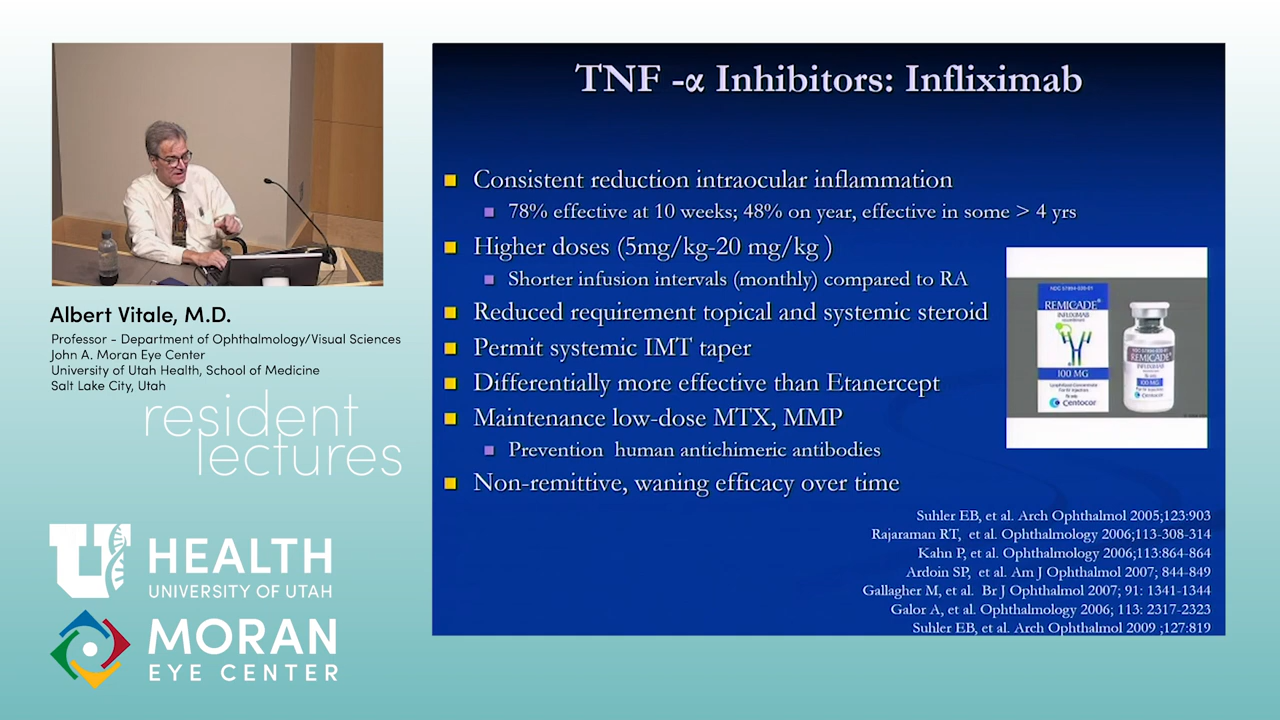 TNF -α Inhibitors: Infliximab
Consistent reduction intraocular inflammation
78% effective at 10 weeks; 48% on year, effective in some > 4 yrs
Higher doses (5mg/kg-20 mg/kg )
Shorter infusion intervals (monthly) compared to RA
Reduced requirement topical and systemic steroid
Permit systemic IMT taper
Differentially more effective than Etanercept
Maintenance low-dose MTX, MMP
Prevention human antichimeric antibodies
Non-remittive, waning efficacy over time
REMICADE®
INFLIXIMAB
100 MG
Centocor
REMICADE
INFLIXIMAB
100 MG
Centocor
Suhler EB, et al. Arch Ophthalmol 2005;123:903
Rajaraman RT, et al. Ophthalmology 2006;113-308-314
Kahn P, et al. Ophthalmology 2006;113:864-864
Ardoin SP, et al. Am J Ophthalmol 2007; 844-849
Gallagher M, et al. Br J Ophthalmol 2007; 91: 1341-1344
Galor A, et al. Ophthalmology 2006; 113: 2317-2323
Suhler EB, et al. Arch Ophthalmol 2009 ;127:819
Albert Vitale, M.D.
Professor - Department of Ophthalmology/Visual Sciences
John A. Moran Eye Center
University of Utah Health, School of Medicine
Salt Lake City, Utah
resident
lectures
U HEALTH
UNIVERSITY OF UTAH
MORAN
EYE CENTER